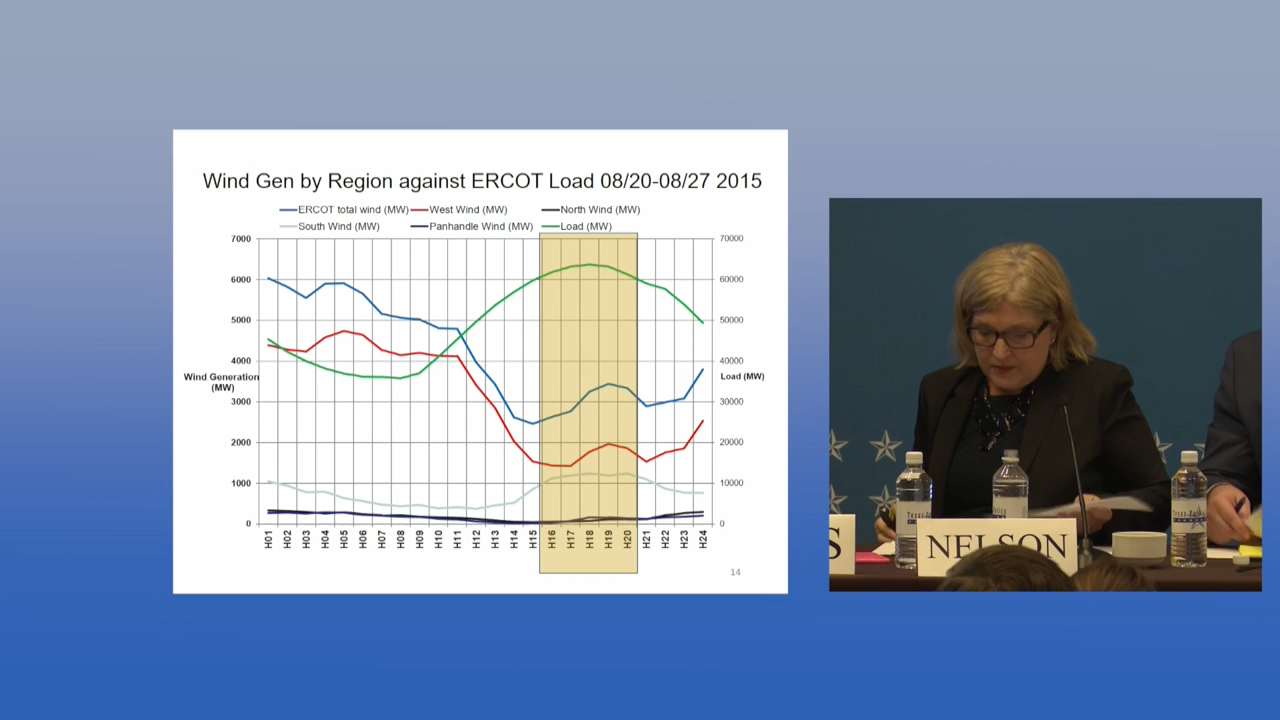 Wind Gen by Region against ERCOT Load 08/20-08/27 2015
ERCOT total wind (MW) West Wind (MW) North Wind (MW)
South Wind (MW) Panhandle Wind (MW) Load (MW)
7000 70000
6000 60000
5000 50000
4000 40000
Wind Generation
(MW)
Load (MW)
3000 30000
2000 20000
1000 10000
0 0
H01 H02 H03 H04 H05 H06 H07 H08 H09 H10 H11 H12 H13 H14 H15 H16 H17 H18 H19 H20 H21 H22 H23 H24
14
S
NELSON